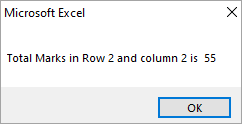 Microsoft Excel
Total Marks in Row 2 and column 2 is  55
OK